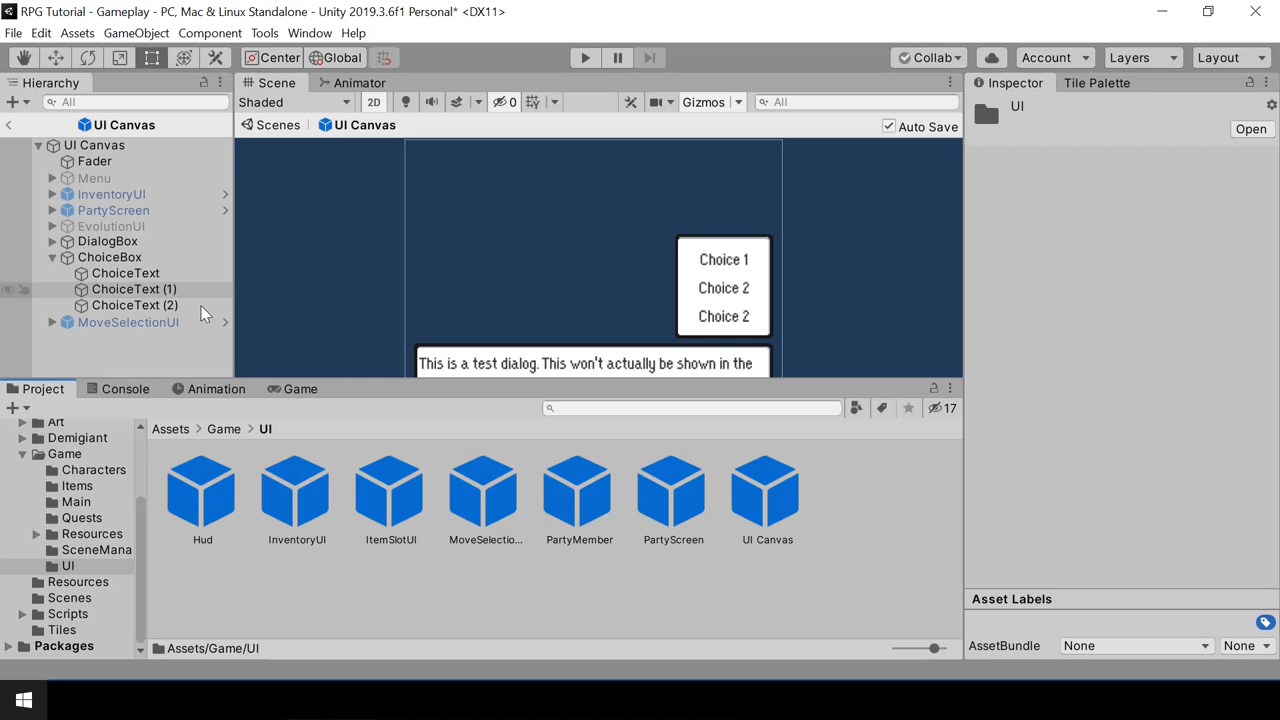 RPG Tutorial - Gameplay - PC, Mac & Linux Standalone - Unity 2019.3.6f1 Personal* <DX11>
File Edit Assets GameObject Component Tools Window Help
Center Global Collab Account Layers Layout
Hierarchy Scene Animator Inspector Tile Palette
All Shaded 2D 0 Gizmos All UI
UI Canvas Scenes UI Canvas Auto Save Open
UI Canvas
Fader
Menu
InventoryUI
PartyScreen
EvolutionUI
DialogBox
ChoiceBox
ChoiceText
ChoiceText (1)
ChoiceText (2)
MoveSelectionUI
Choice 1
Choice 2
Choice 2
This is a test dialog. This won't actually be shown in the
Project Console Animation Game
17
Art
Demigiant
Game
Characters
Items
Main
Quests
Resources
SceneMana
UI
Resources
Scenes
Scripts
Tiles
Packages
Assets > Game > UI
Hud InventoryUI ItemSlotUI MoveSelectio... PartyMember PartyScreen UI Canvas
Assets/Game/UI
Asset Labels
AssetBundle None None